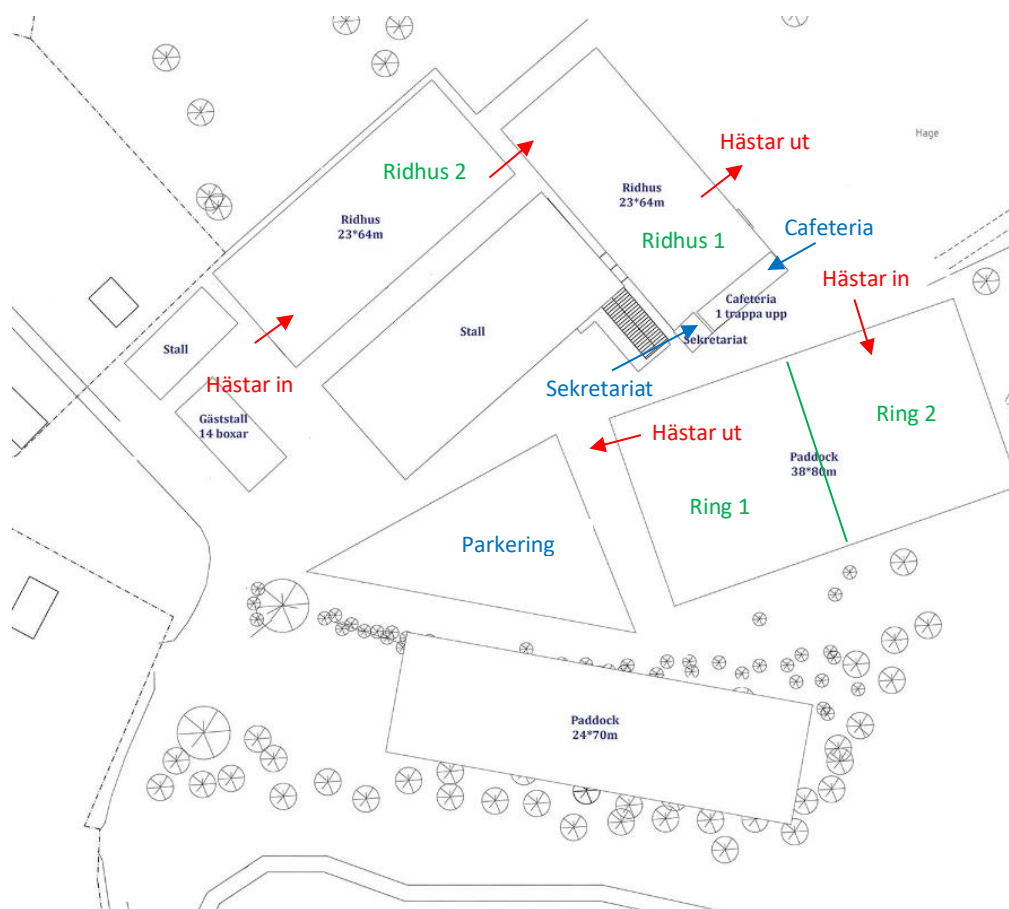 Hage
Hästar ut
Ridhus 2
Ridhus
23*64m
Ridhus
23*64m
Ridhus 1
Cafeteria
Hästar in
Cafeteria
1 trappa upp
Stall
Stall
Sekretariat
Sekretariat
Hästar in
Gäststall
14 boxar
Hästar ut
Ring 2
Paddock
38*80m
Ring 1
Parkering
Paddock
24*70m